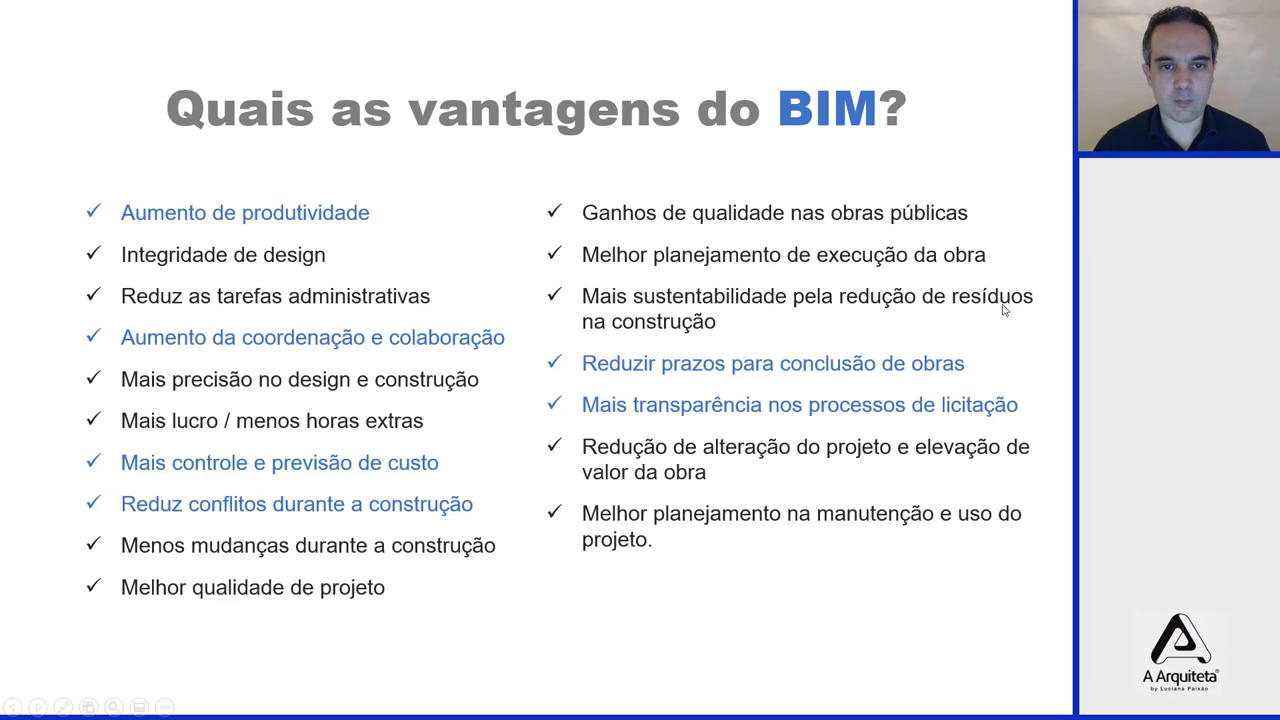 Quais as vantagens do BIM?
Aumento de produtividade
Integridade de design
Reduz as tarefas administrativas
Aumento da coordenação e colaboração
Mais precisão no design e construção
Mais lucro / menos horas extras
Mais controle e previsão de custo
Reduz conflitos durante a construção
Menos mudanças durante a construção
Melhor qualidade de projeto
Ganhos de qualidade nas obras públicas
Melhor planejamento de execução da obra
Mais sustentabilidade pela redução de resíduos
na construção
Reduzir prazos para conclusão de obras
Mais transparência nos processos de licitação
Redução de alteração do projeto e elevação de
valor da obra
Melhor planejamento na manutenção e uso do
projeto.
A Arquiteta®
by Luciana Paixão